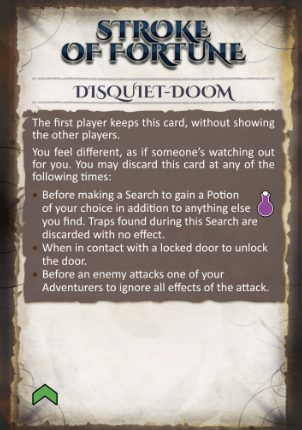 STROKE
OF FORTUNE
DISQUIET-DOOM
The first player keeps this card, without showing
the other players.
You feel different, as if someone's watching out
for you. You may discard this card at any of the
following times:
• Before making a Search to gain a Potion
of your choice in addition to anything else
you find. Traps found during this Search are
discarded with no effect.
• When in contact with a locked door to unlock
the door.
• Before an enemy attacks one of your
Adventurers to ignore all effects of the attack.